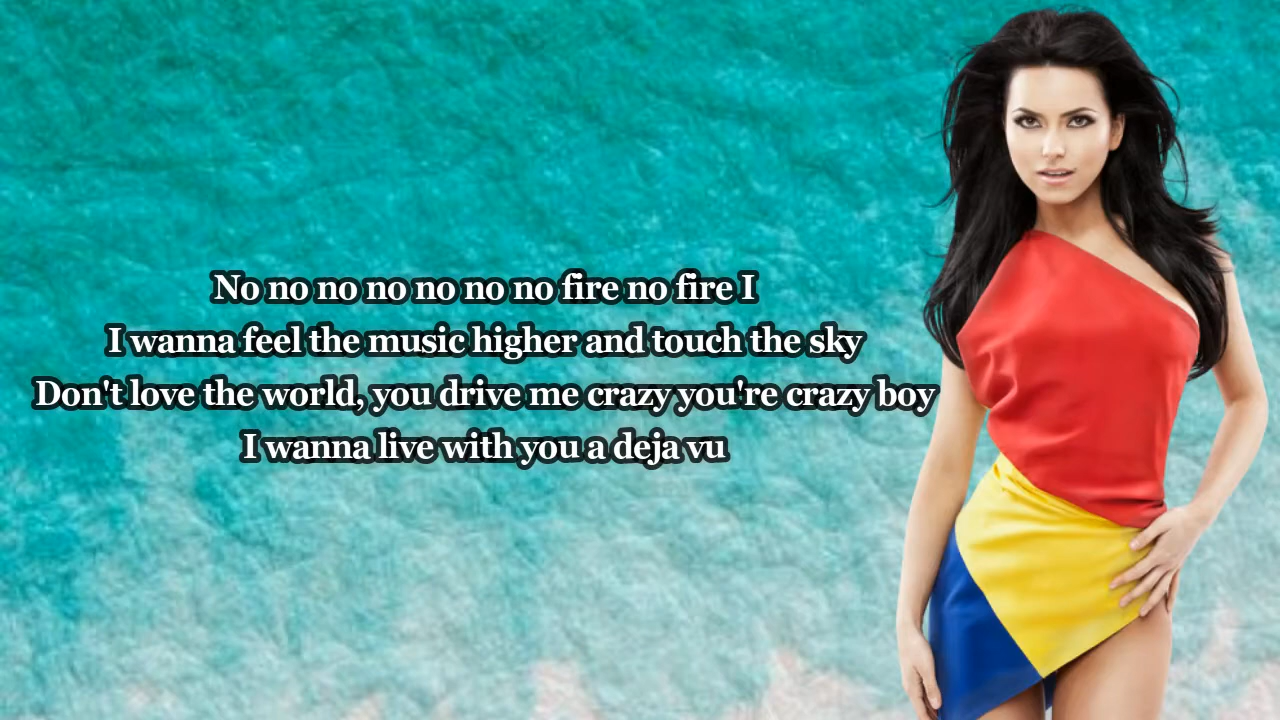 No no no no no no no fire no fire I
I wanna feel the music higher and touch the sky
Don't love the world, you drive me crazy you're crazy boy
I wanna live with you a deja vu